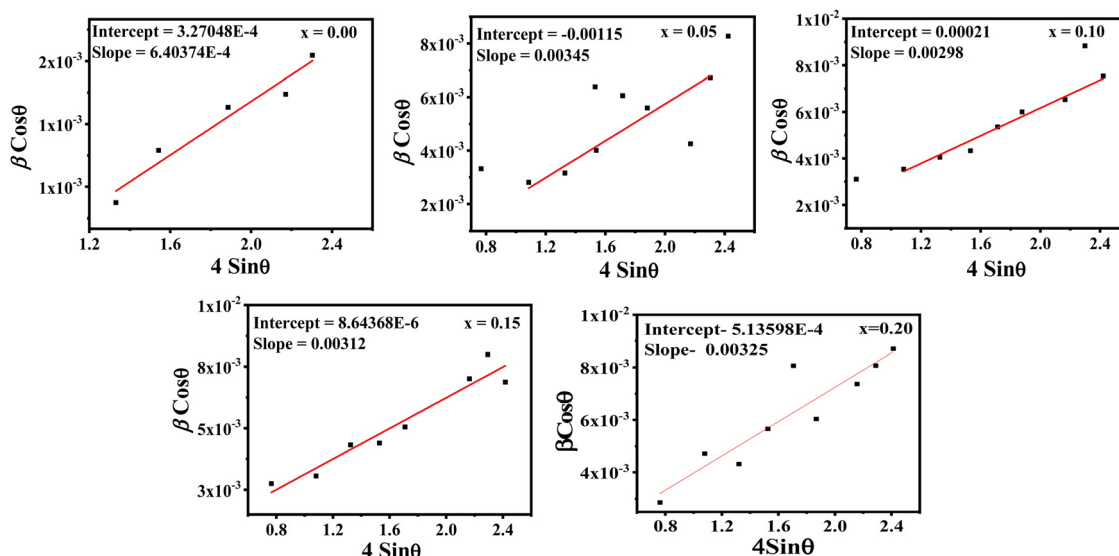 Intercept = 3.27048E-4 x = 0.00
Slope = 6.40374E-4
2x10⁻³
1x10⁻³
1x10⁻³
β Cosθ
1.2 1.6 2.0 2.4
4 Sinθ
Intercept = -0.00115 x = 0.05
Slope = 0.00345
8x10⁻³
6x10⁻³
4x10⁻³
2x10⁻³
β Cosθ
0.8 1.2 1.6 2.0 2.4
4 Sinθ
1x10⁻²
Intercept = 0.00021 x = 0.10
Slope = 0.00298
8x10⁻³
6x10⁻³
4x10⁻³
2x10⁻³
β Cosθ
0.8 1.2 1.6 2.0 2.4
4 Sinθ
1x10⁻²
Intercept = 8.64368E-6 x = 0.15
Slope = 0.00312
8x10⁻³
5x10⁻³
3x10⁻³
β Cosθ
0.8 1.2 1.6 2.0 2.4
4 Sinθ
1x10⁻²
Intercept- 5.13598E-4 x=0.20
Slope- 0.00325
8x10⁻³
6x10⁻³
4x10⁻³
βCosθ
0.8 1.2 1.6 2.0 2.4
4Sinθ